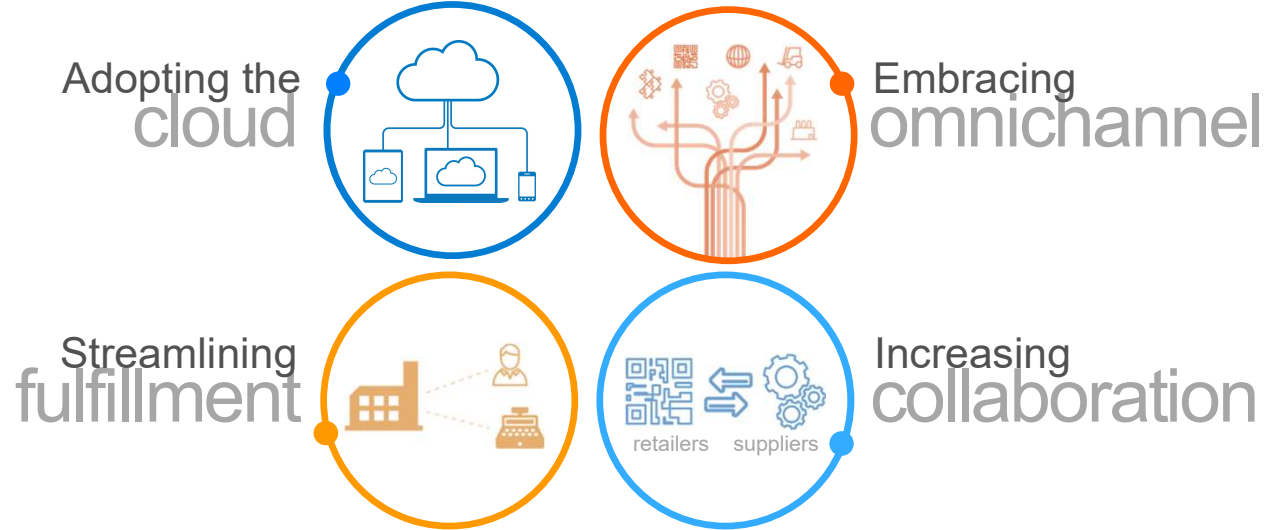 Adopting the
cloud
Embracing
omnichannel
Streamlining
fulfillment
Increasing
collaboration
retailers suppliers